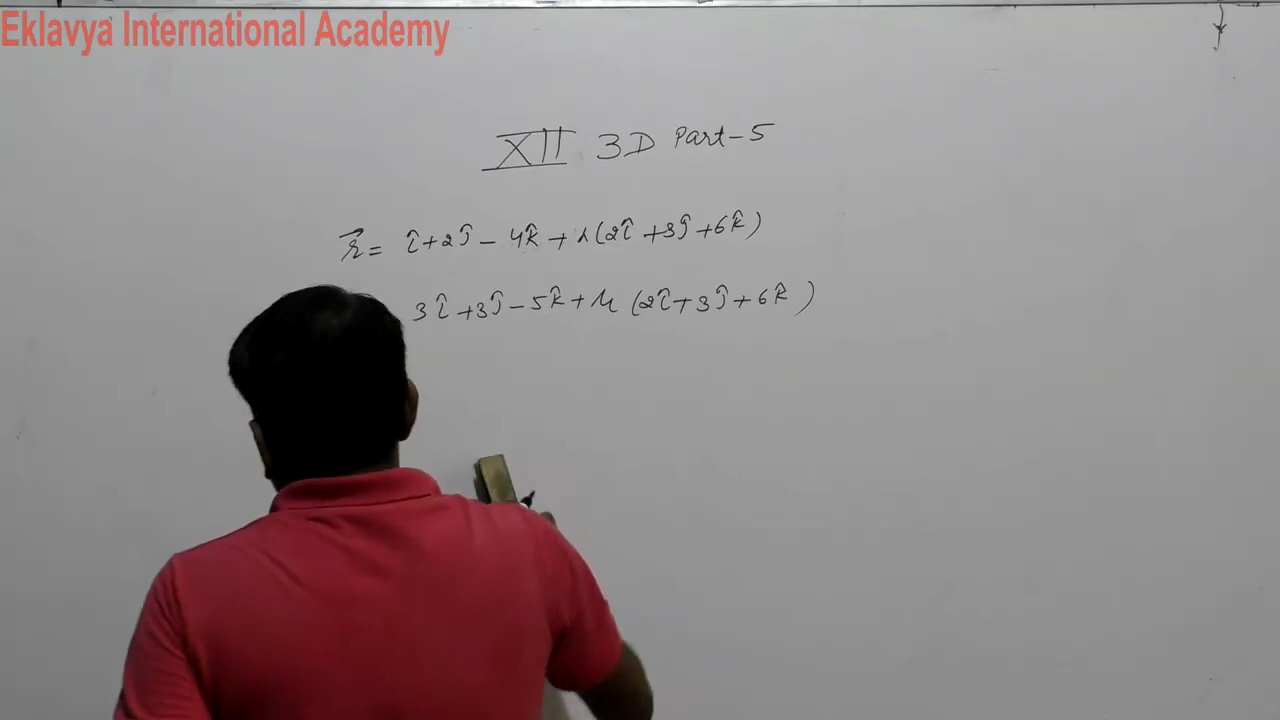 Eklavya International Academy
XII 3D Part-5
r⃗ = î+2ĵ-4k̂+λ(2î+3ĵ+6k̂)
3î+3ĵ-5k̂+μ(2î+3ĵ+6k̂)